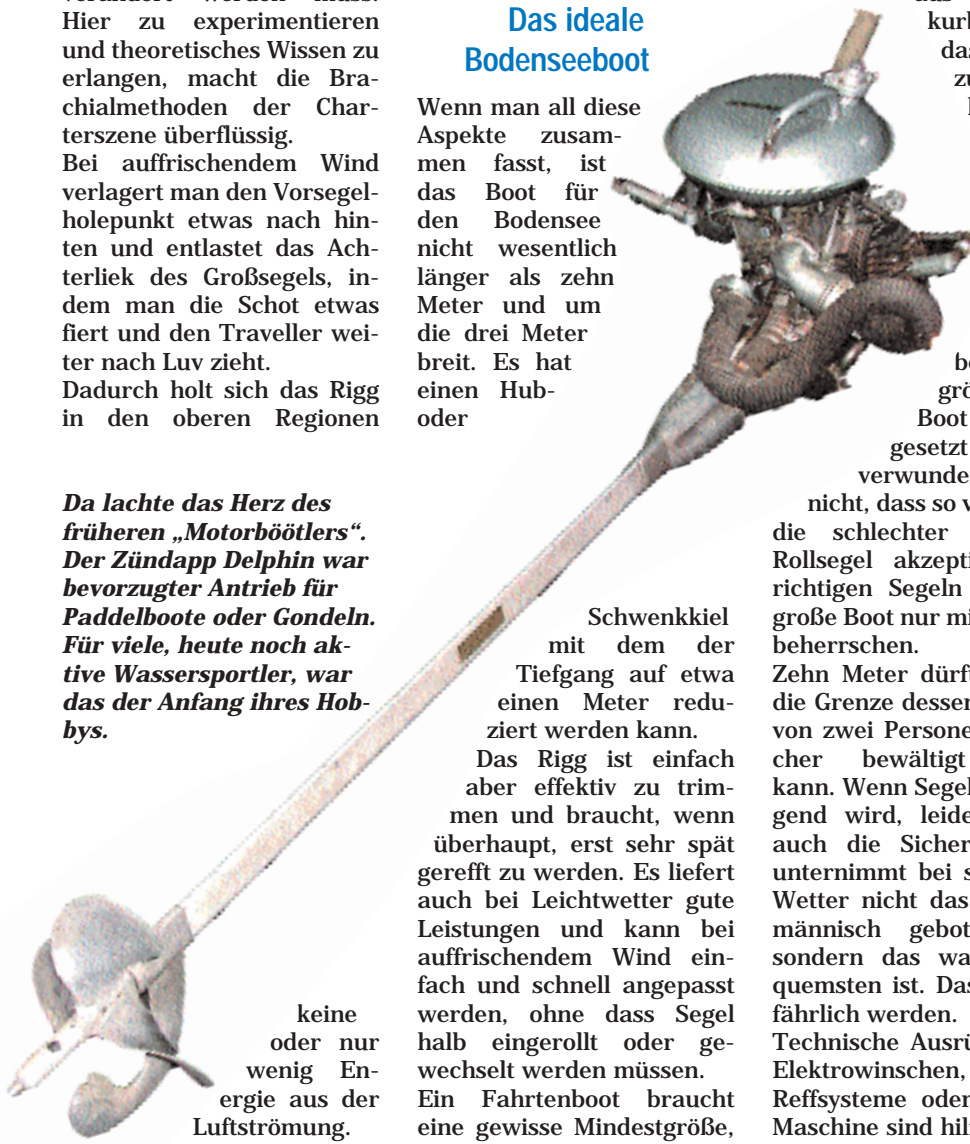 verändert werden muss.
Hier zu experimentieren
und theoretisches Wissen zu
erlangen, macht die Bra-
chialmethoden der Char-
terszene überflüssig.
Bei auffrischendem Wind
verlagert man den Vorsegel-
holepunkt etwas nach hin-
ten und entlastet das Ach-
terliek des Großsegels, in-
dem man die Schot etwas
fiert und den Traveller wei-
ter nach Luv zieht.
Dadurch holt sich das Rigg
in den oberen Regionen
keine
oder nur
wenig En-
ergie aus der
Luftströmung.
Da lachte das Herz des
früheren „Motorböötlers“.
Der Zündapp Delphin war
bevorzugter Antrieb für
Paddelboote oder Gondeln.
Für viele, heute noch ak-
tive Wassersportler, war
das der Anfang ihres Hob-
bys.
Das ideale
Bodenseeboot
Wenn man all diese
Aspekte zusam-
men fasst, ist
das Boot für
den Bodensee
nicht wesentlich
länger als zehn
Meter und um
die drei Meter
breit. Es hat
einen Hub-
oder
Schwenkkiel
mit dem der
Tiefgang auf etwa
einen Meter redu-
ziert werden kann.
Das Rigg ist einfach
aber effektiv zu trim-
men und braucht, wenn
überhaupt, erst sehr spät
gerefft zu werden. Es liefert
auch bei Leichtwetter gute
Leistungen und kann bei
auffrischendem Wind ein-
fach und schnell angepasst
werden, ohne dass Segel
halb eingerollt oder ge-
wechselt werden müssen.
Ein Fahrtenboot braucht
eine gewisse Mindestgröße,
kur
zu
Boot
gesetzt
verwunde
nicht, dass so v
die schlechter
Rollsegel akzepti
richtigen Segeln
große Boot nur mi
beherrschen.
Zehn Meter dürf
die Grenze dessen
von zwei Persone
cher bewältigt
kann. Wenn Segel
gend wird, leide
auch die Sicher
unternimmt bei s
Wetter nicht das
männisch gebot
sondern das wa
quemsten ist. Das
fährlich werden.
Technische Ausrü
Elektrowinschen,
Reffsysteme oder
Maschine sind hil